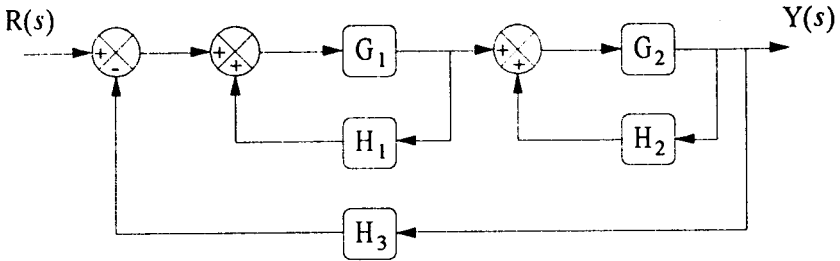 R(s)
Y(s)
+
-
+
+
G₁
+
+
G₂
H₁
H₂
H₃